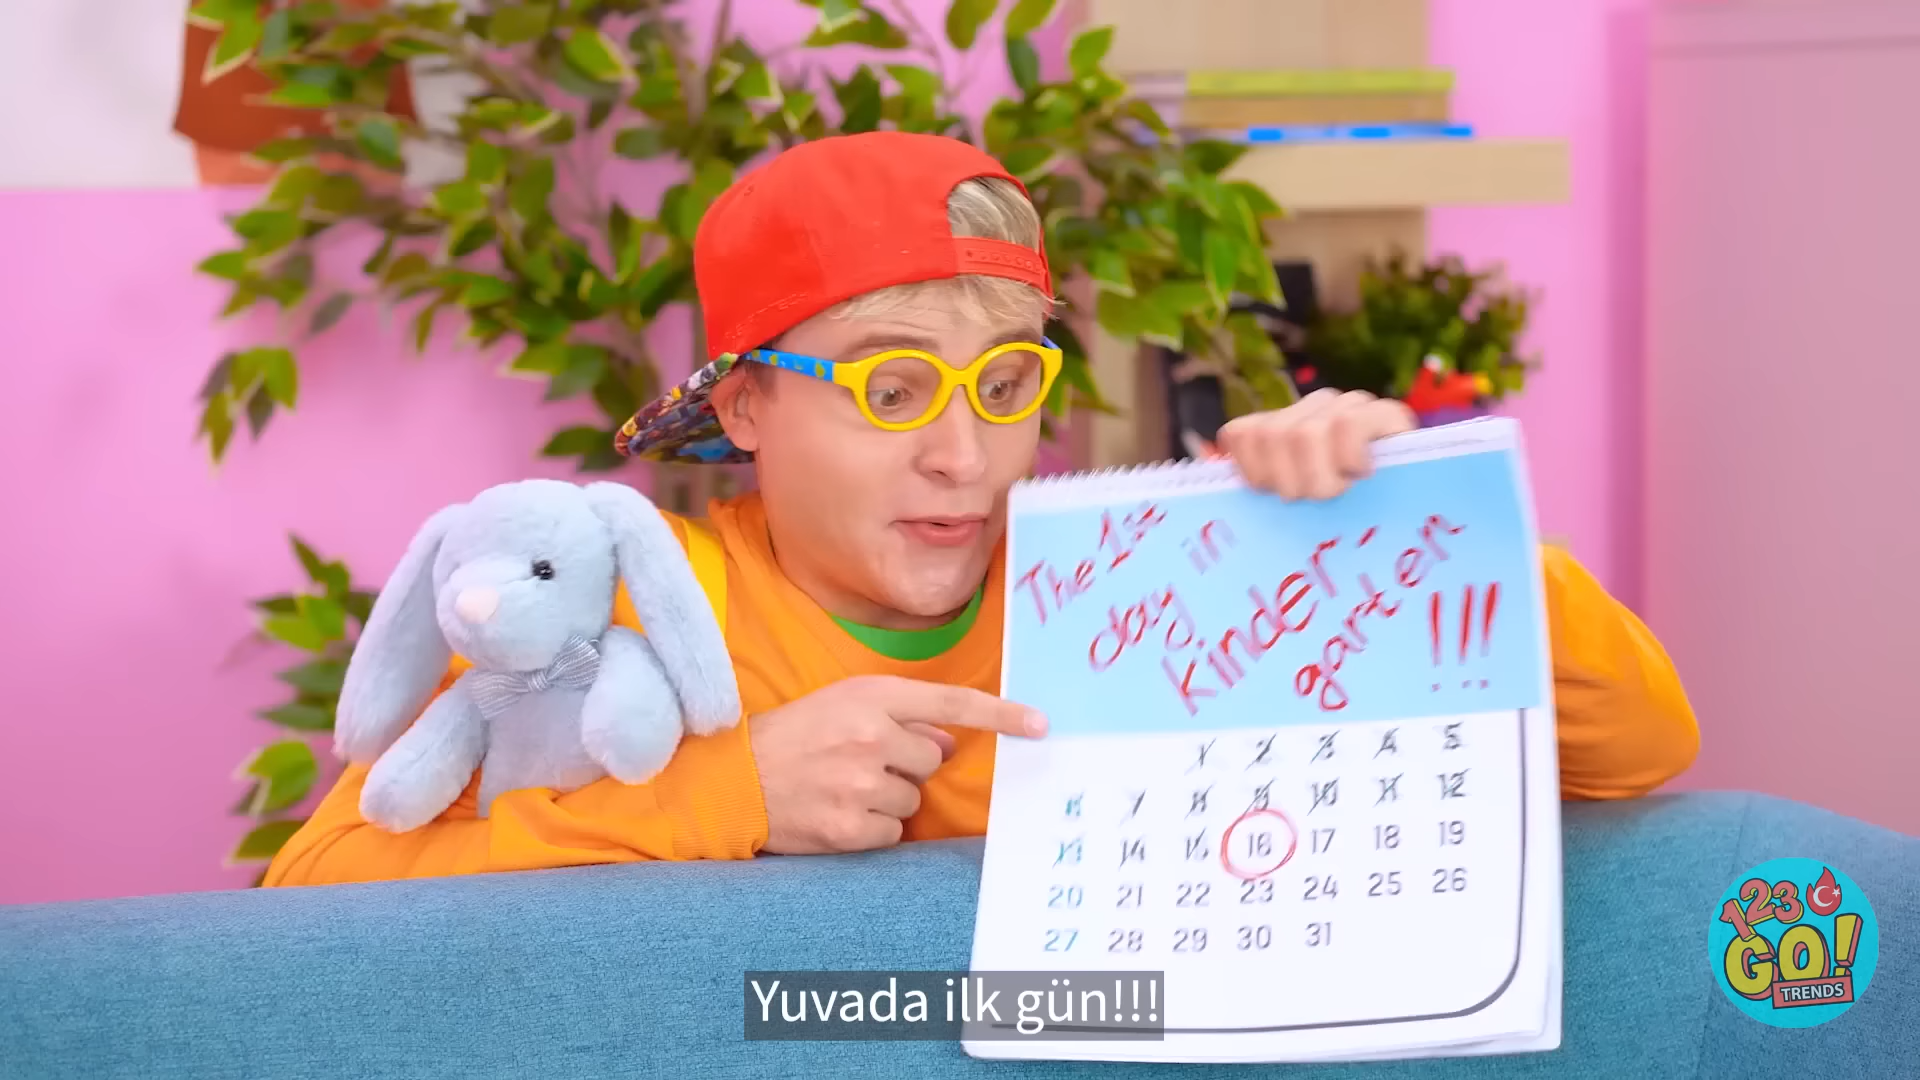 The 1st
day in
kinder-
garten
!!!
1 2 3 4 5
6 7 8 9 10 11 12
13 14 15 16 17 18 19
20 21 22 23 24 25 26
27 28 29 30 31
Yuvada ilk gün!!!
123
GO!
TRENDS